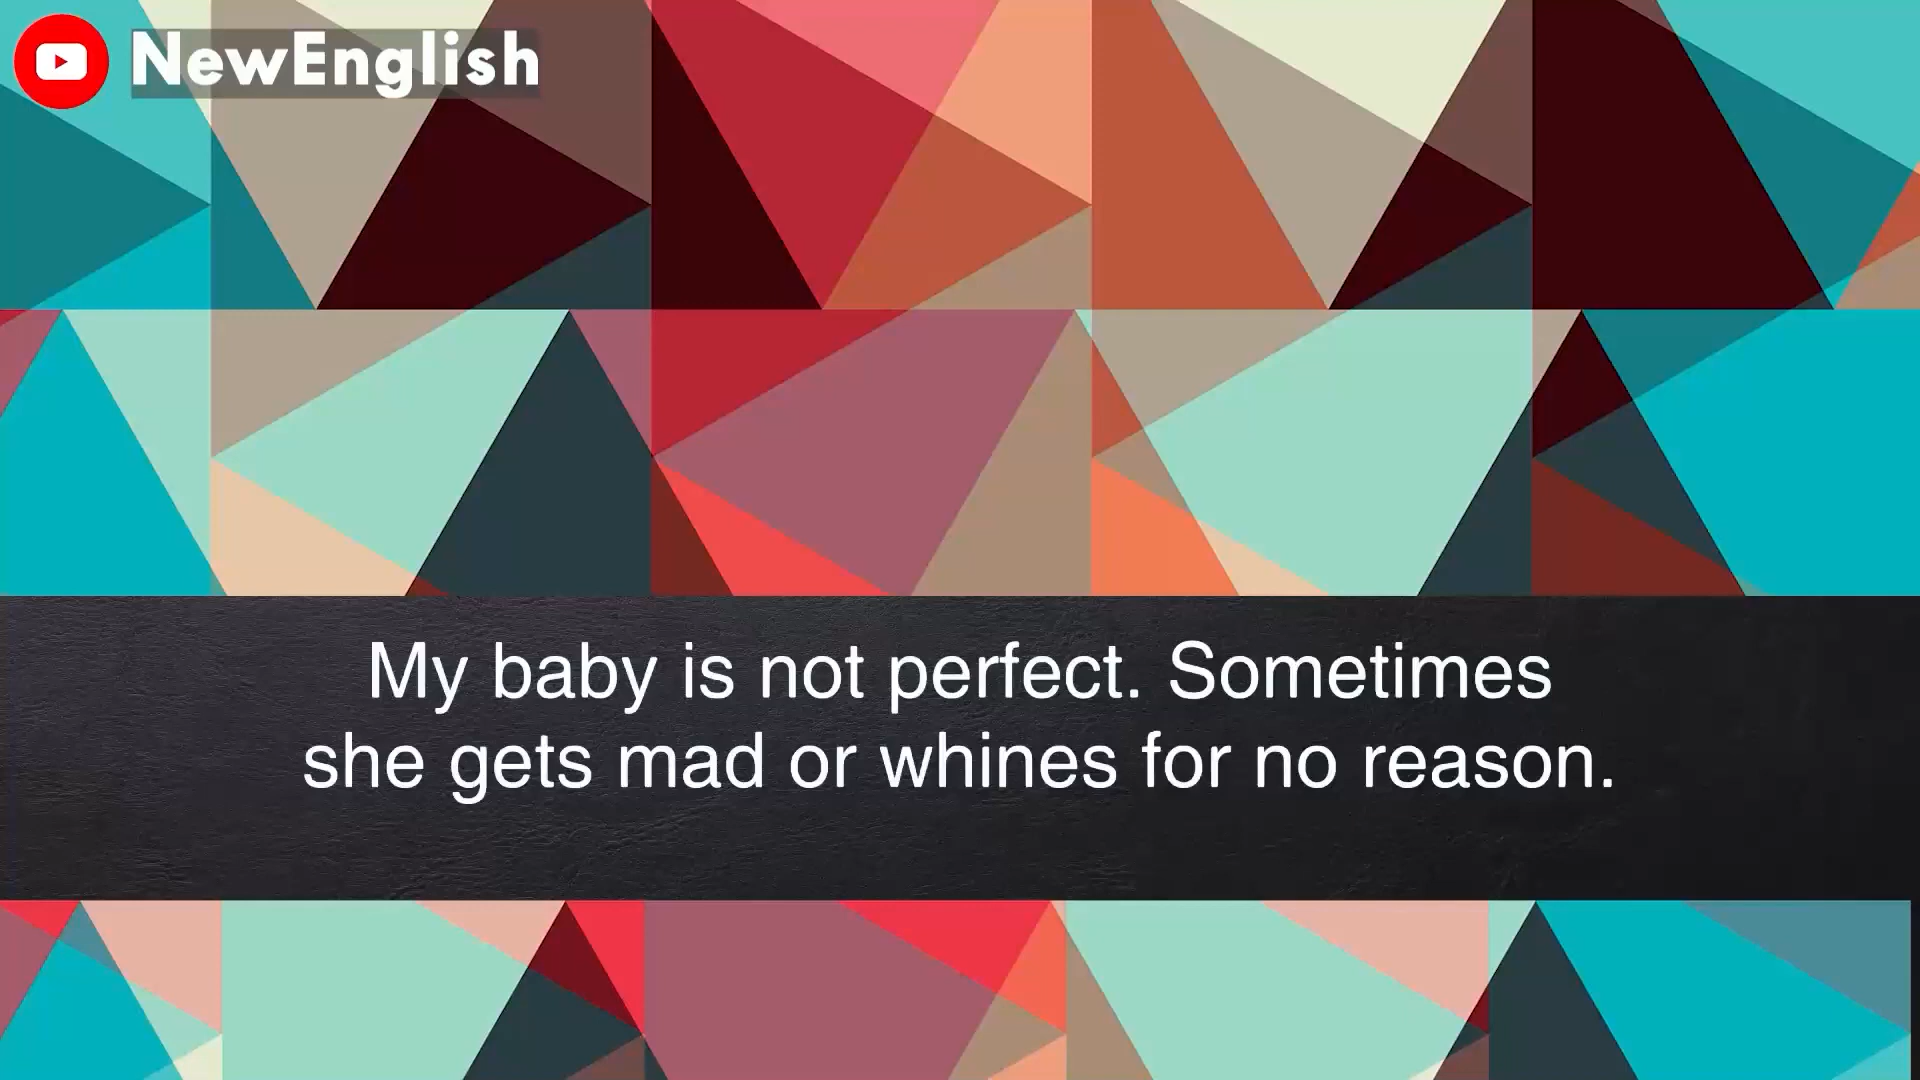 NewEnglish
My baby is not perfect. Sometimes
she gets mad or whines for no reason.